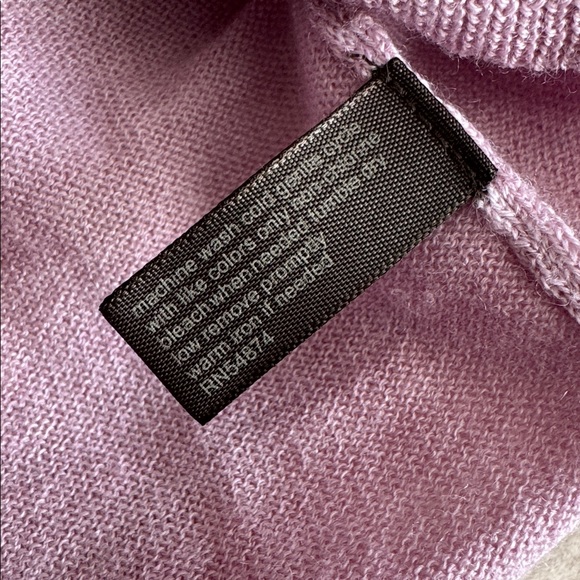 machine wash cold gentle cycle
with like colors only non-chlorine
bleach when needed tumble dry
low remove promptly
warm iron if needed
RN54874